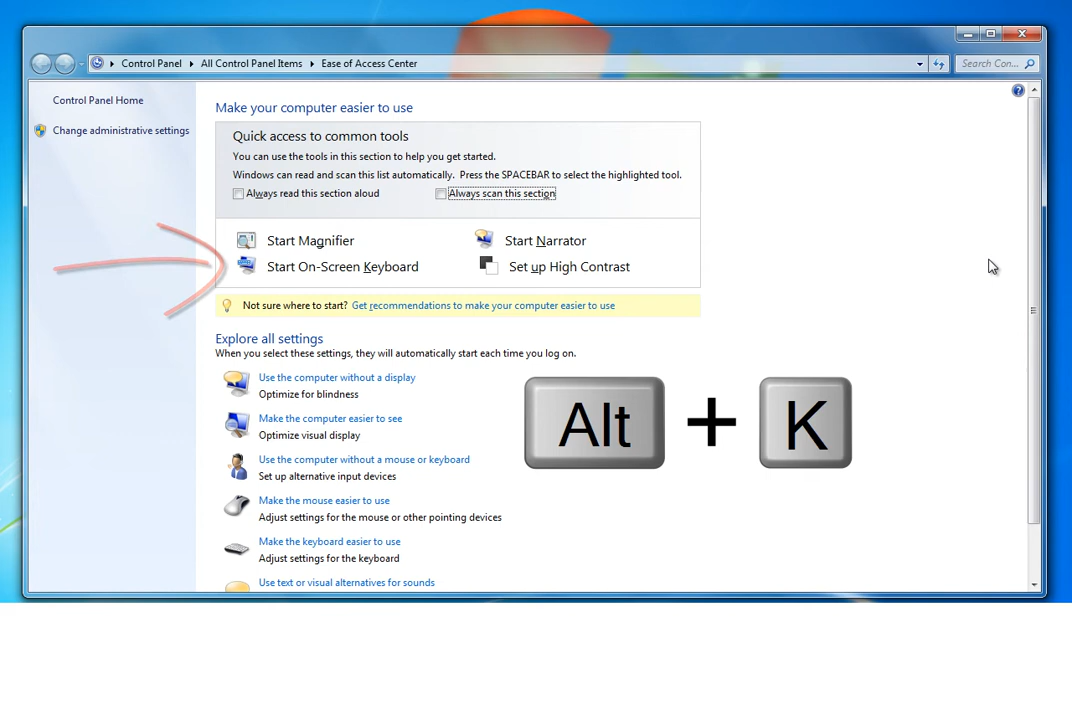 Control Panel All Control Panel Items Ease of Access Center
Search Con...
Control Panel Home
Change administrative settings
Make your computer easier to use
Quick access to common tools
You can use the tools in this section to help you get started.
Windows can read and scan this list automatically. Press the SPACEBAR to select the highlighted tool.
Always read this section aloud Always scan this section
Start Magnifier Start Narrator
Start On-Screen Keyboard Set up High Contrast
Not sure where to start? Get recommendations to make your computer easier to use
Explore all settings
When you select these settings, they will automatically start each time you log on.
Use the computer without a display
Optimize for blindness
Make the computer easier to see
Optimize visual display
Use the computer without a mouse or keyboard
Set up alternative input devices
Make the mouse easier to use
Adjust settings for the mouse or other pointing devices
Make the keyboard easier to use
Adjust settings for the keyboard
Use text or visual alternatives for sounds
Alt + K